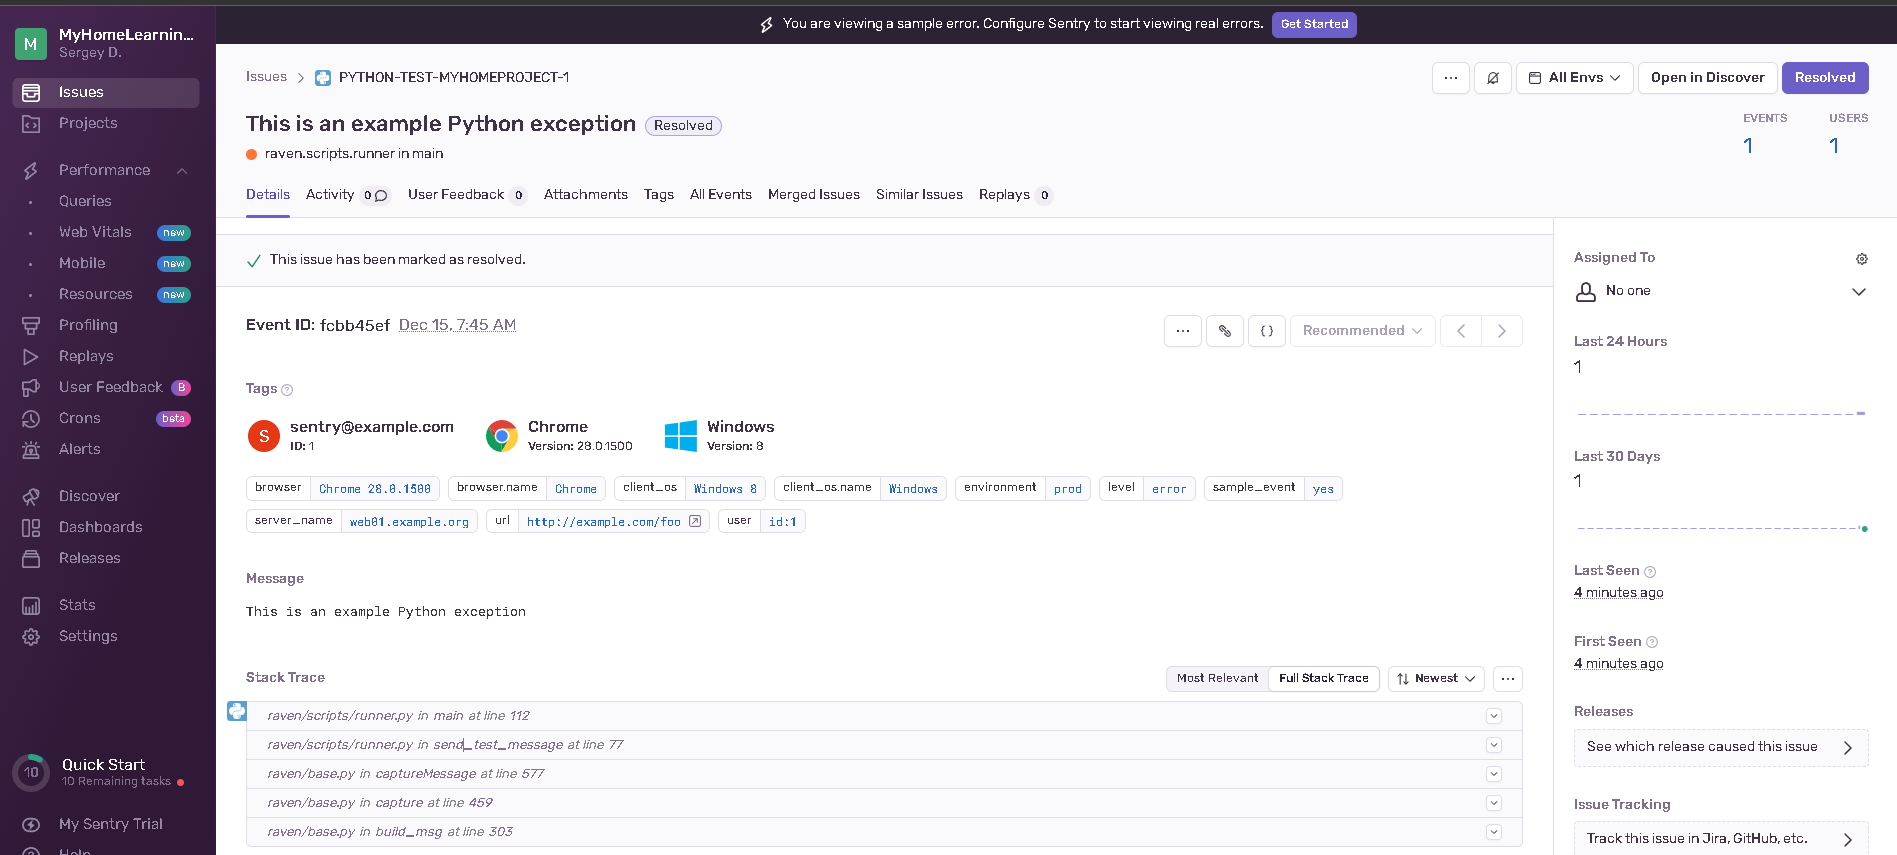 You are viewing a sample error. Configure Sentry to start viewing real errors. Get Started
M
MyHomeLearnin...
Sergey D.
Issues
Projects
Performance
Queries
Web Vitals new
Mobile new
Resources new
Profiling
Replays
User Feedback B
Crons beta
Alerts
Discover
Dashboards
Releases
Stats
Settings
10
Quick Start
10 Remaining tasks
My Sentry Trial
Help
Issues > PYTHON-TEST-MYHOMEPROJECT-1
... All Envs Open in Discover Resolved
This is an example Python exception Resolved
raven.scripts.runner in main
EVENTS USERS
1 1
Details Activity 0 User Feedback 0 Attachments Tags All Events Merged Issues Similar Issues Replays 0
This issue has been marked as resolved.
Event ID: fcbb45ef Dec 15, 7:45 AM
... {} Recommended
Tags ?
S
sentry@example.com
ID: 1
Chrome
Version: 28.0.1500
Windows
Version: 8
browser Chrome 28.0.1500 browser.name Chrome client_os Windows 8 client_os.name Windows environment prod level error sample_event yes
server_name web01.example.org url http://example.com/foo user id:1
Message
This is an example Python exception
Stack Trace
Most Relevant Full Stack Trace Newest ...
raven/scripts/runner.py in main at line 112
raven/scripts/runner.py in send_test_message at line 77
raven/base.py in captureMessage at line 577
raven/base.py in capture at line 459
raven/base.py in build_msg at line 303
Assigned To
No one
Last 24 Hours
1
Last 30 Days
1
Last Seen ?
4 minutes ago
First Seen ?
4 minutes ago
Releases
See which release caused this issue
Issue Tracking
Track this issue in Jira, GitHub, etc.